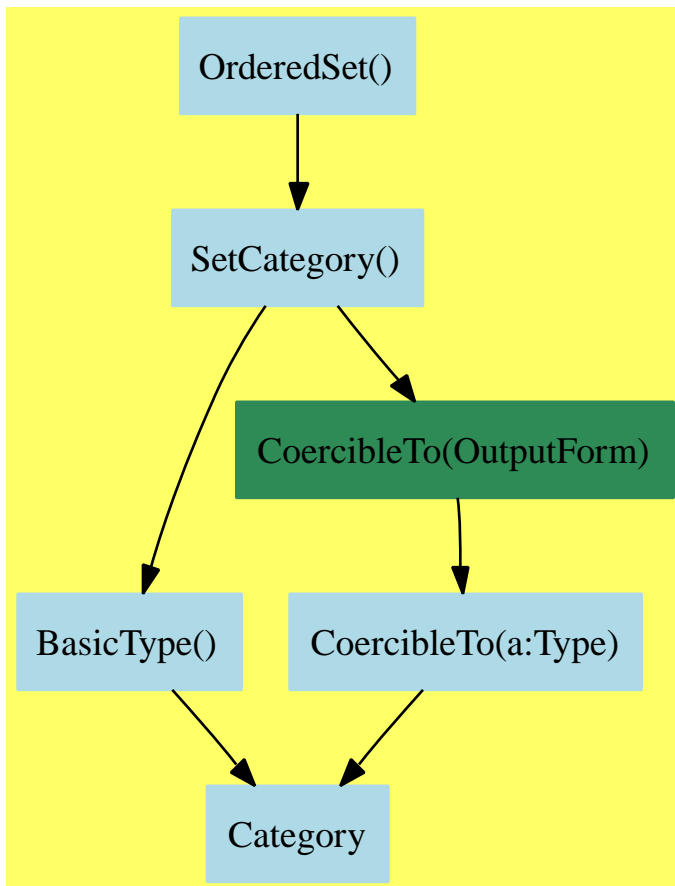 OrderedSet()
SetCategory()
CoercibleTo(OutputForm)
BasicType()
CoercibleTo(a:Type)
Category